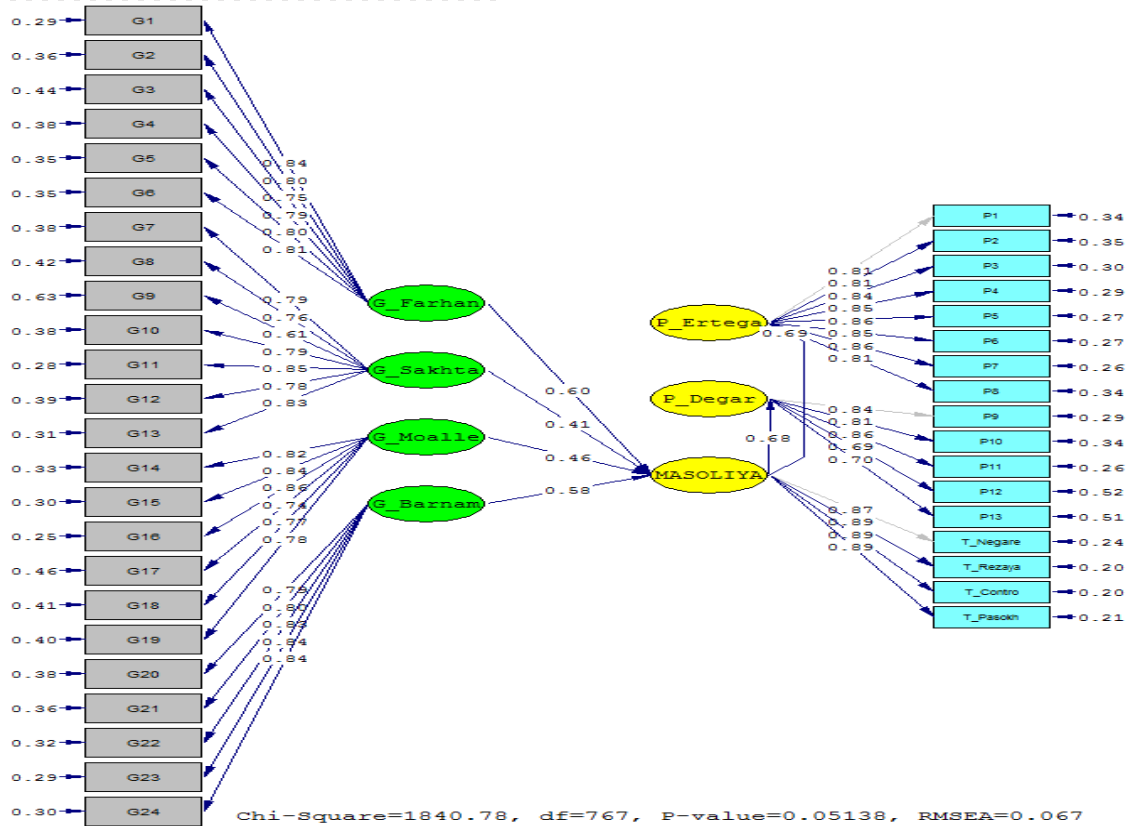 0.29 G1
0.36 G2
0.44 G3
0.38 G4
0.35 G5
0.35 G6
0.38 G7
0.42 G8
0.63 G9
0.38 G10
0.28 G11
0.39 G12
0.31 G13
0.33 G14
0.30 G15
0.25 G16
0.46 G17
0.41 G18
0.40 G19
0.38 G20
0.36 G21
0.32 G22
0.29 G23
0.30 G24
0.84
0.80
0.75
0.79
0.80
0.81
0.79
0.76
0.61
0.79
0.85
0.78
0.83
0.82
0.84
0.86
0.74
0.77
0.78
0.79
0.80
0.83
0.84
0.84
G_Farhan
G_Sakhta
G_Moalle
G_Barnam
0.60
0.41
0.46
0.58
P_Ertega
P_Degar
MASOLIYA
0.69
0.68
0.81
0.81
0.84
0.85
0.86
0.85
0.86
0.81
0.84
0.81
0.86
0.69
0.70
0.87
0.89
0.89
0.89
P1 0.34
P2 0.35
P3 0.30
P4 0.29
P5 0.27
P6 0.27
P7 0.26
P8 0.34
P9 0.29
P10 0.34
P11 0.26
P12 0.52
P13 0.51
T_Negare 0.24
T_Rezaya 0.20
T_Contro 0.20
T_Pasokh 0.21
Chi-Square=1840.78, df=767, P-value=0.05138, RMSEA=0.067